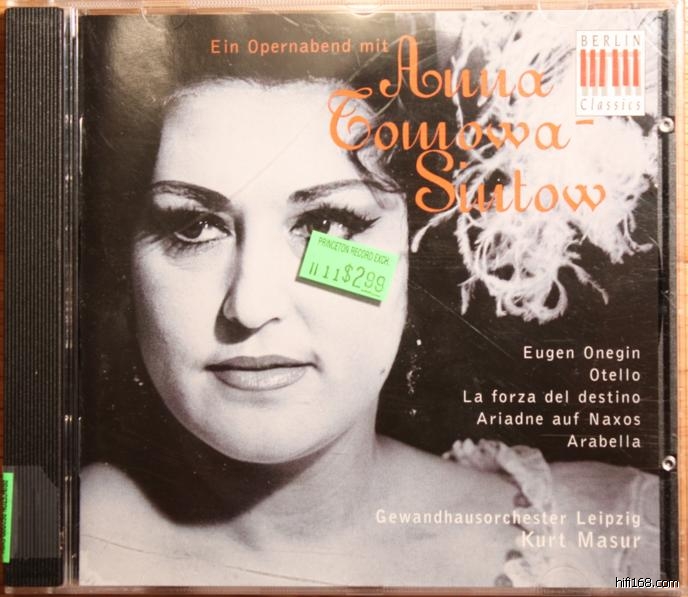 Ein Opernabend mit
Anna
Tomowa-
Sintow
BERLIN
Classics
PRINCETON RECORD EXCH.
11 11 $2.99
Eugen Onegin
Otello
La forza del destino
Ariadne auf Naxos
Arabella
Gewandhausorchester Leipzig
Kurt Masur
hifi168.com